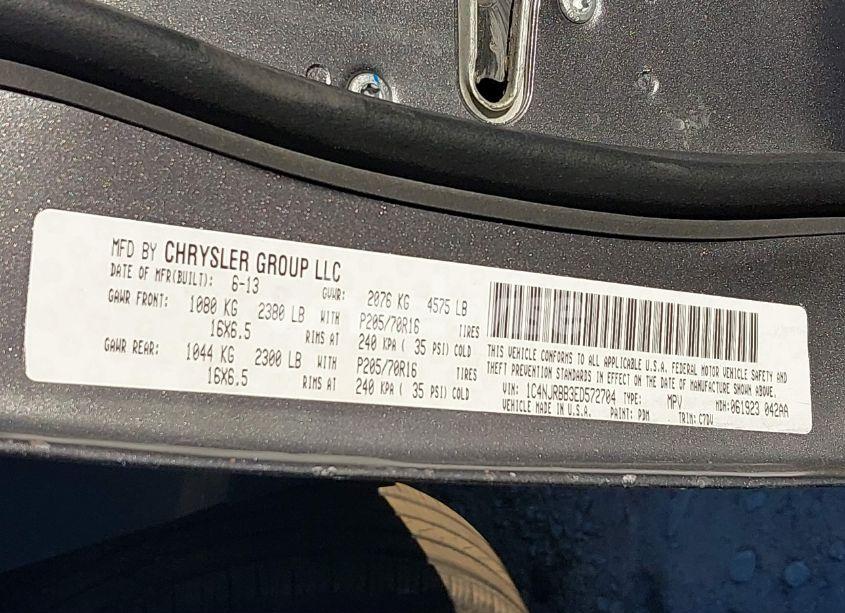 MFD BY CHRYSLER GROUP LLC
DATE OF MFR(BUILT): 6-13 GVWR: 2076 KG 4575 LB
GAWR FRONT: 1080 KG 2380 LB WITH P205/70R16 TIRES
16X6.5 RIMS AT 240 KPA ( 35 PSI) COLD
GAWR REAR: 1044 KG 2300 LB WITH P205/70R16 TIRES
16X6.5 RIMS AT 240 KPA ( 35 PSI) COLD
THIS VEHICLE CONFORMS TO ALL APPLICABLE U.S.A. FEDERAL MOTOR VEHICLE SAFETY AND
THEFT PREVENTION STANDARDS IN EFFECT ON THE DATE OF MANUFACTURE SHOWN ABOVE.
VIN: 1C4NJRBB3ED572704 TYPE: MPV MDH:061923 042AA
VEHICLE MADE IN U.S.A. PAINT: PDM TRIM: C7DV